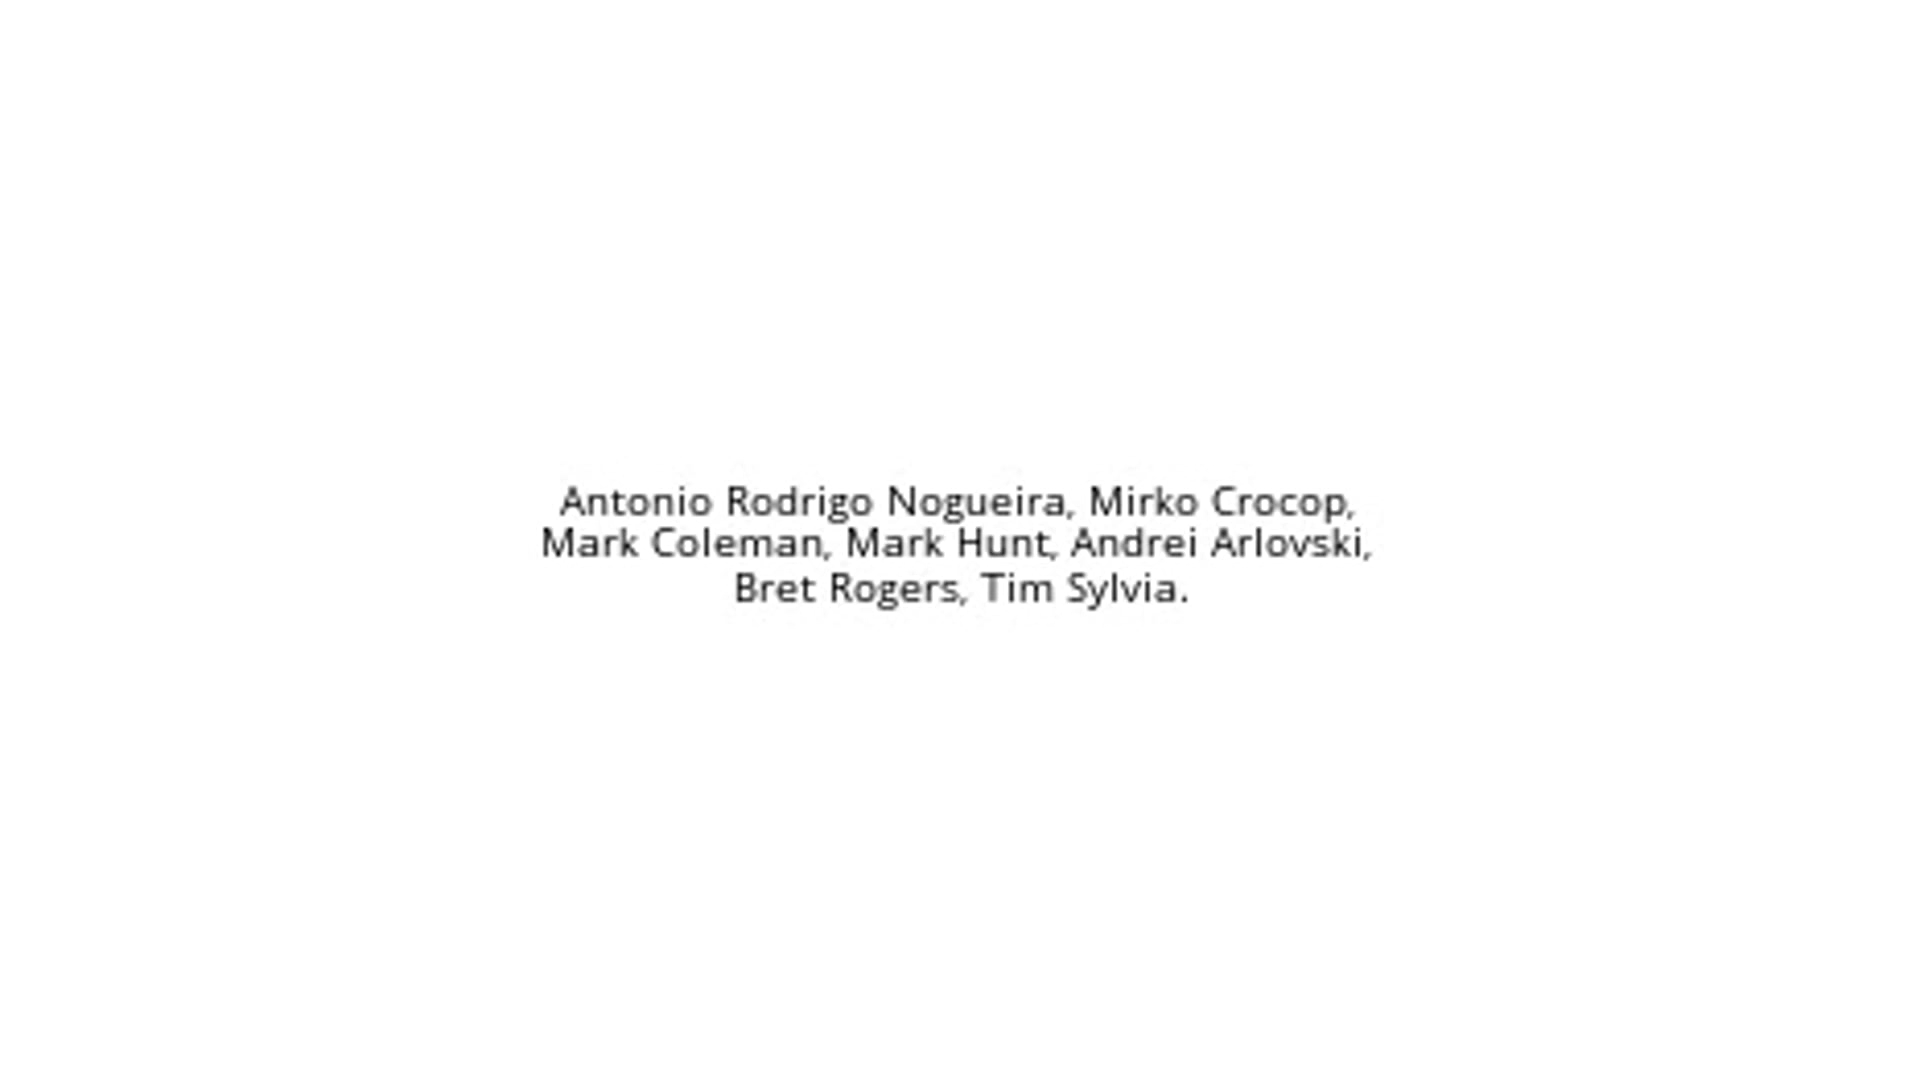 Antonio Rodrigo Nogueira, Mirko Crocop,
Mark Coleman, Mark Hunt, Andrei Arlovski,
Bret Rogers, Tim Sylvia.